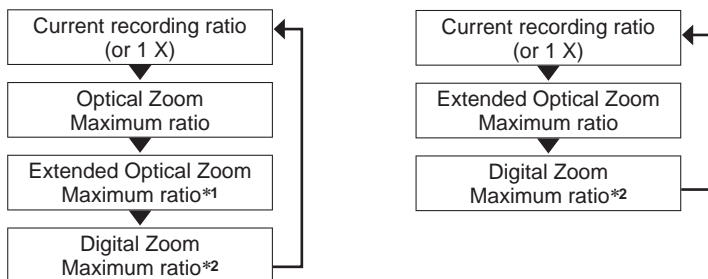 Current recording ratio
(or 1 X)
Optical Zoom
Maximum ratio
Extended Optical Zoom
Maximum ratio*1
Digital Zoom
Maximum ratio*2
Current recording ratio
(or 1 X)
Extended Optical Zoom
Maximum ratio
Digital Zoom
Maximum ratio*2